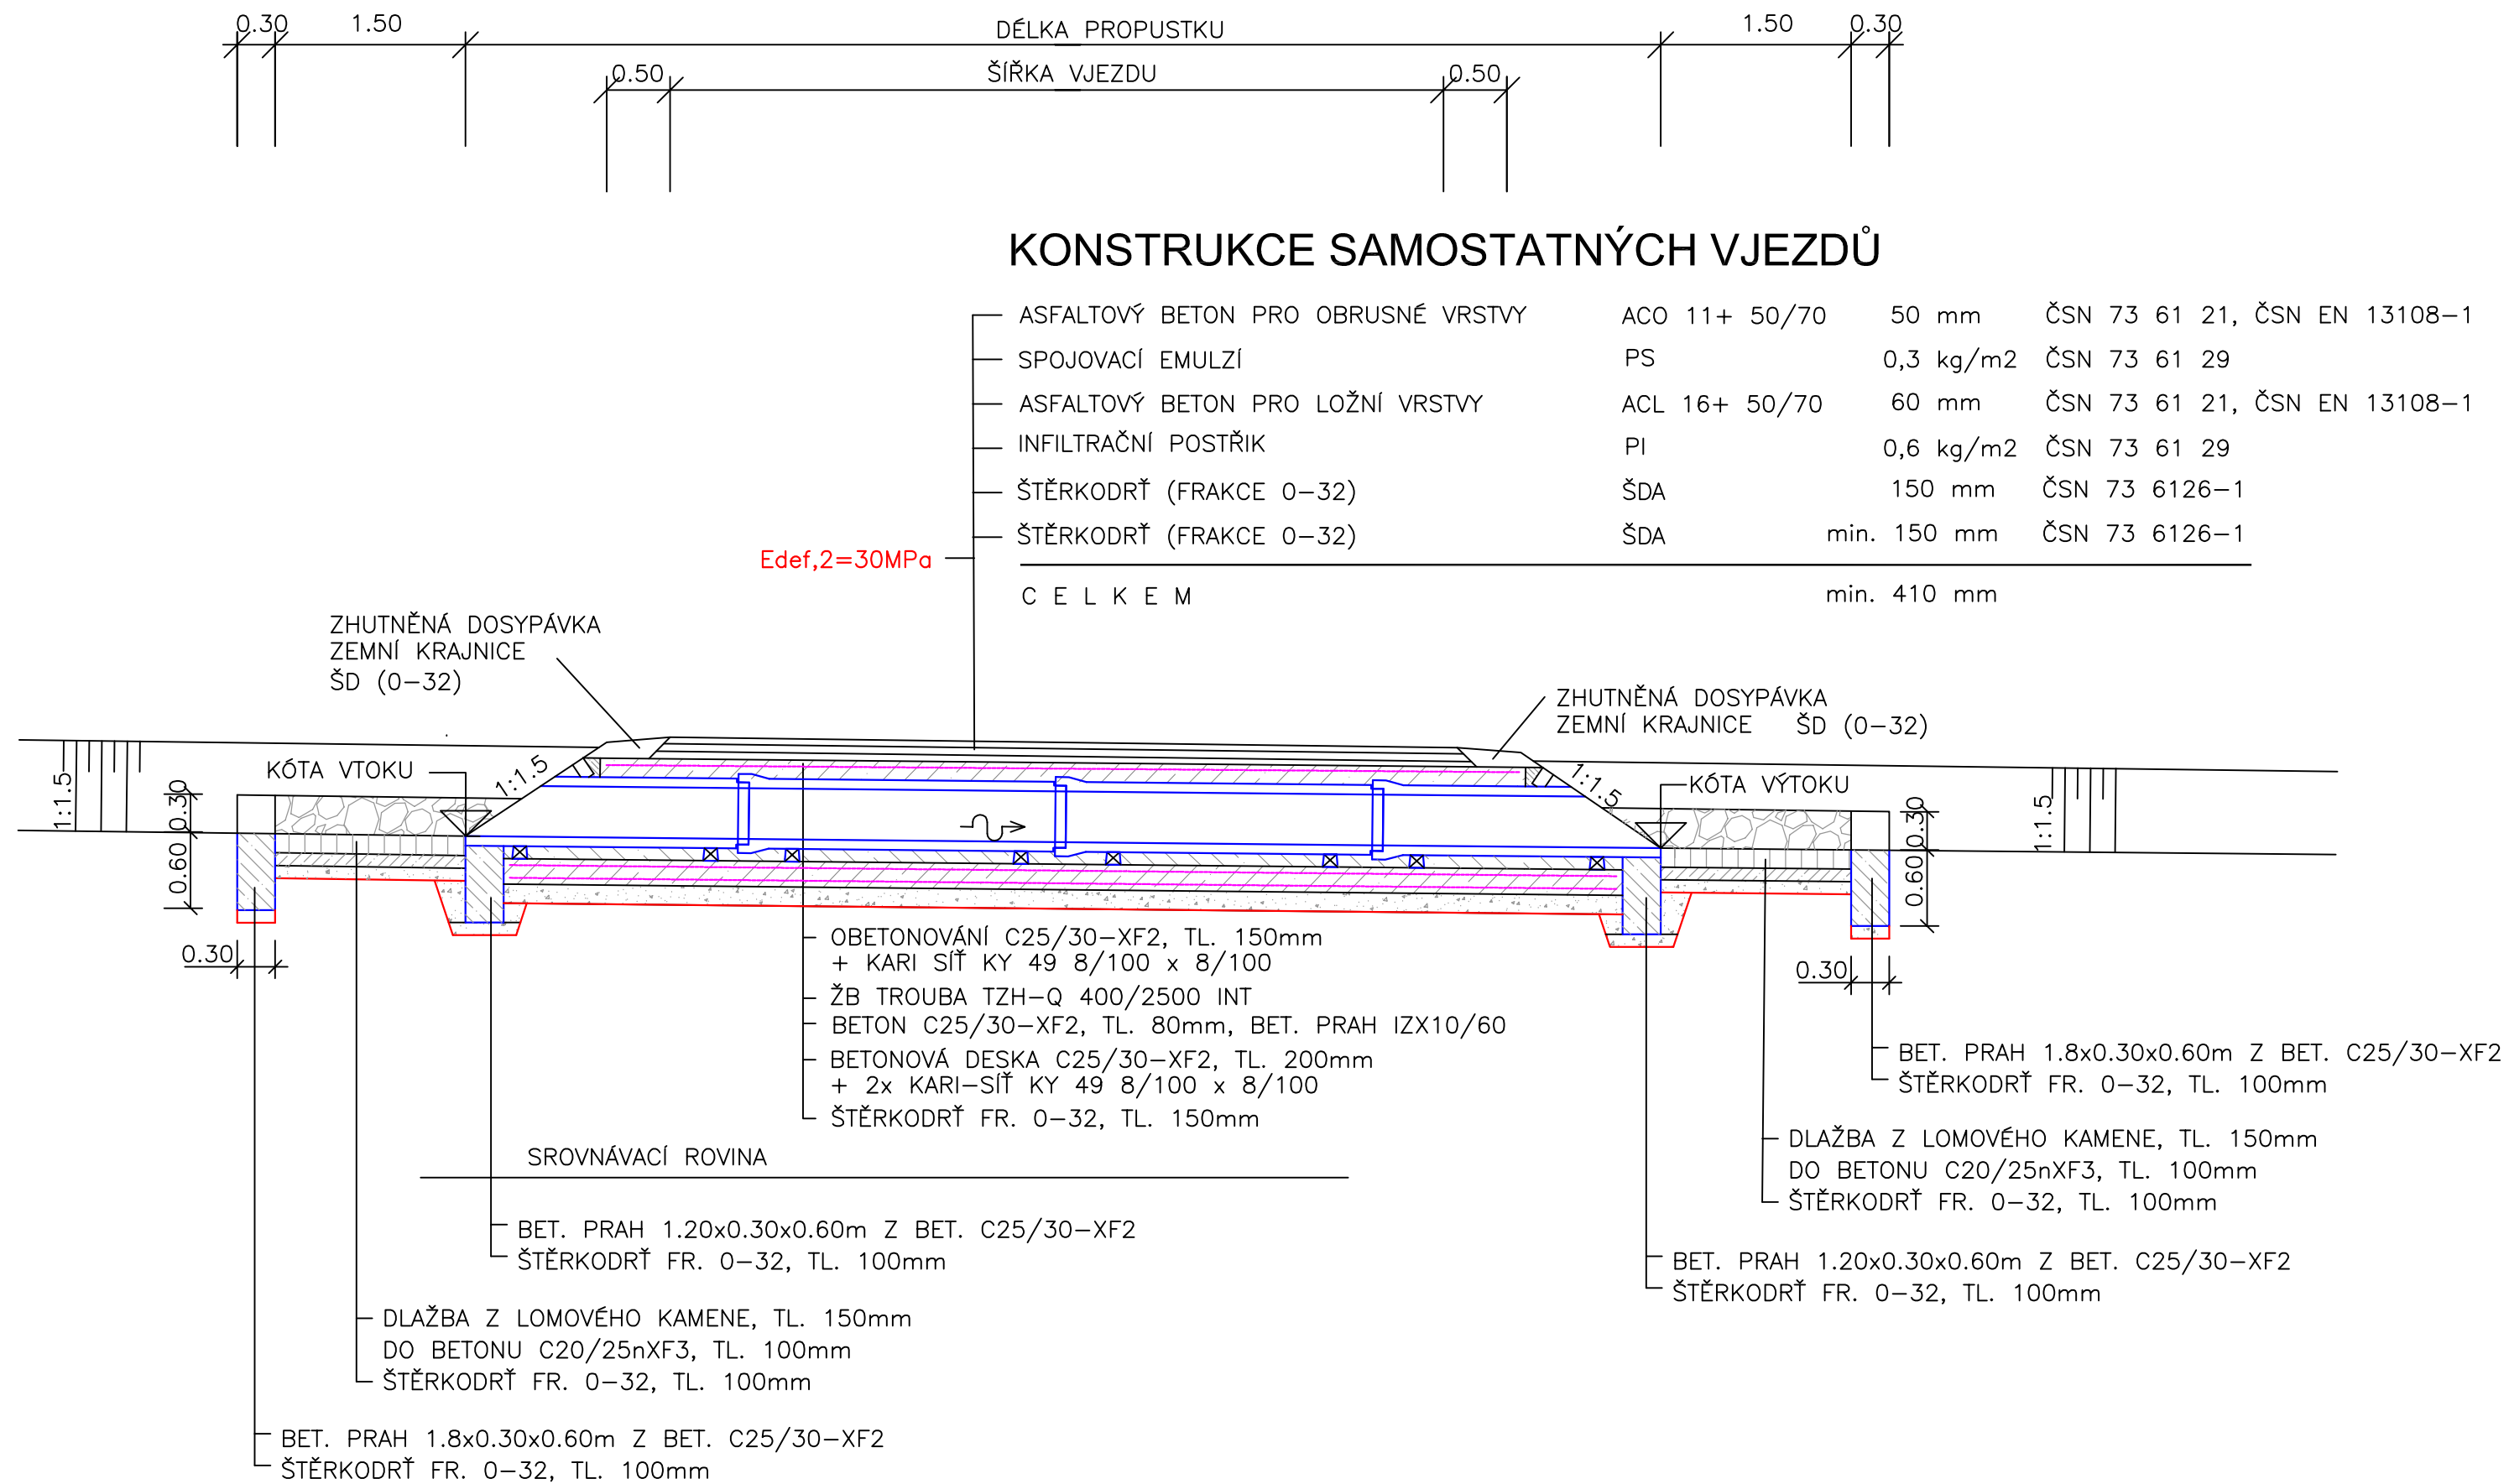 0.30 1.50 DÉLKA PROPUSTKU 1.50 0.30
0.50 ŠÍŘKA VJEZDU 0.50
KONSTRUKCE SAMOSTATNÝCH VJEZDŮ
ASFALTOVÝ BETON PRO OBRUSNÉ VRSTVY ACO 11+ 50/70 50 mm ČSN 73 61 21, ČSN EN 13108-1
SPOJOVACÍ EMULZÍ PS 0,3 kg/m2 ČSN 73 61 29
ASFALTOVÝ BETON PRO LOŽNÍ VRSTVY ACL 16+ 50/70 60 mm ČSN 73 61 21, ČSN EN 13108-1
INFILTRAČNÍ POSTŘIK PI 0,6 kg/m2 ČSN 73 61 29
ŠTĚRKODRŤ (FRAKCE 0-32) ŠDA 150 mm ČSN 73 6126-1
ŠTĚRKODRŤ (FRAKCE 0-32) ŠDA min. 150 mm ČSN 73 6126-1
Edef,2=30MPa
C E L K E M min. 410 mm
ZHUTNĚNÁ DOSYPÁVKA
ZEMNÍ KRAJNICE
ŠD (0-32)
ZHUTNĚNÁ DOSYPÁVKA
ZEMNÍ KRAJNICE ŠD (0-32)
KÓTA VTOKU
KÓTA VÝTOKU
1:1.5
0.30
0.60
1:1.5
1:1.5
0.30
0.60
1:1.5
0.30
0.30
OBETONOVÁNÍ C25/30-XF2, TL. 150mm
+ KARI SÍŤ KY 49 8/100 x 8/100
ŽB TROUBA TZH-Q 400/2500 INT
BETON C25/30-XF2, TL. 80mm, BET. PRAH IZX10/60
BETONOVÁ DESKA C25/30-XF2, TL. 200mm
+ 2x KARI-SÍŤ KY 49 8/100 x 8/100
ŠTĚRKODRŤ FR. 0-32, TL. 150mm
BET. PRAH 1.8x0.30x0.60m Z BET. C25/30-XF2
ŠTĚRKODRŤ FR. 0-32, TL. 100mm
DLAŽBA Z LOMOVÉHO KAMENE, TL. 150mm
DO BETONU C20/25nXF3, TL. 100mm
ŠTĚRKODRŤ FR. 0-32, TL. 100mm
SROVNÁVACÍ ROVINA
BET. PRAH 1.20x0.30x0.60m Z BET. C25/30-XF2
ŠTĚRKODRŤ FR. 0-32, TL. 100mm
BET. PRAH 1.20x0.30x0.60m Z BET. C25/30-XF2
ŠTĚRKODRŤ FR. 0-32, TL. 100mm
DLAŽBA Z LOMOVÉHO KAMENE, TL. 150mm
DO BETONU C20/25nXF3, TL. 100mm
ŠTĚRKODRŤ FR. 0-32, TL. 100mm
BET. PRAH 1.8x0.30x0.60m Z BET. C25/30-XF2
ŠTĚRKODRŤ FR. 0-32, TL. 100mm